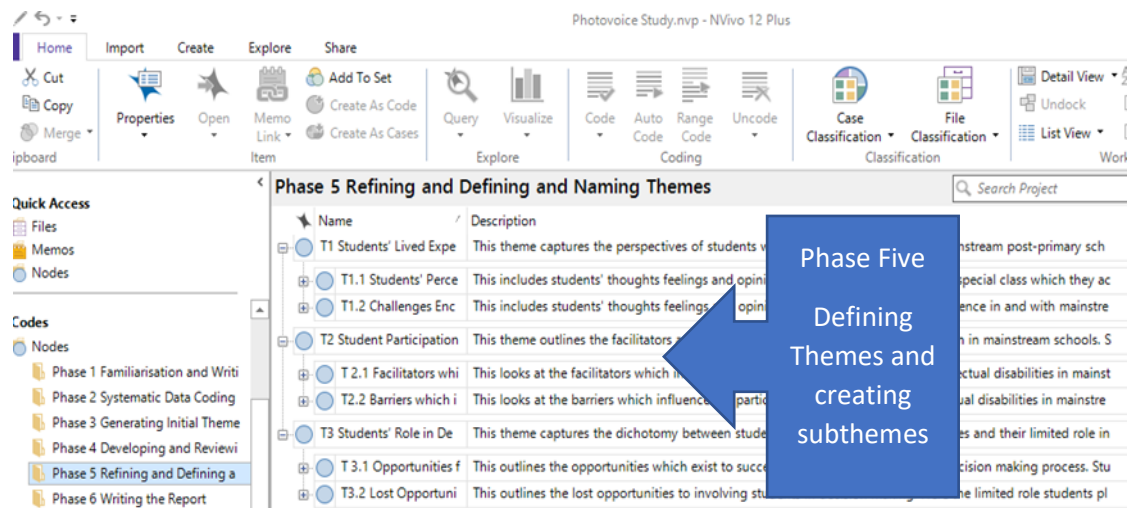 Photovoice Study.nvp - NVivo 12 Plus
Home Import Create Explore Share
Cut
Copy
Merge
Properties
Open
Memo
Link
Add To Set
Create As Code
Create As Cases
Query
Visualize
Code
Auto
Code
Range
Code
Uncode
Case
Classification
File
Classification
Detail View
Undock
List View
ipboard Item Explore Coding Classification Work
Quick Access
Files
Memos
Nodes
Codes
Nodes
Phase 1 Familiarisation and Writi
Phase 2 Systematic Data Coding
Phase 3 Generating Initial Theme
Phase 4 Developing and Reviewi
Phase 5 Refining and Defining a
Phase 6 Writing the Report
Phase 5 Refining and Defining and Naming Themes
Search Project
Name Description
T1 Students' Lived Expe This theme captures the perspectives of students nstream post-primary sch
T1.1 Students' Perce This includes students' thoughts feelings and opini special class which they ac
T1.2 Challenges Enc This includes students' thoughts feelings opini ence in and with mainstre
T2 Student Participation This theme outlines the facilitators n in mainstream schools. S
T 2.1 Facilitators whi This looks at the facilitators which ectual disabilities in mainst
T2.2 Barriers which i This looks at the barriers which influence partic ual disabilities in mainstre
T3 Students' Role in De This theme captures the dichotomy between stude es and their limited role in
T 3.1 Opportunities f This outlines the opportunities which exist to succe cision making process. Stu
T3.2 Lost Opportuni This outlines the lost opportunities to involving stu e limited role students pl
Phase Five
Defining
Themes and
creating
subthemes